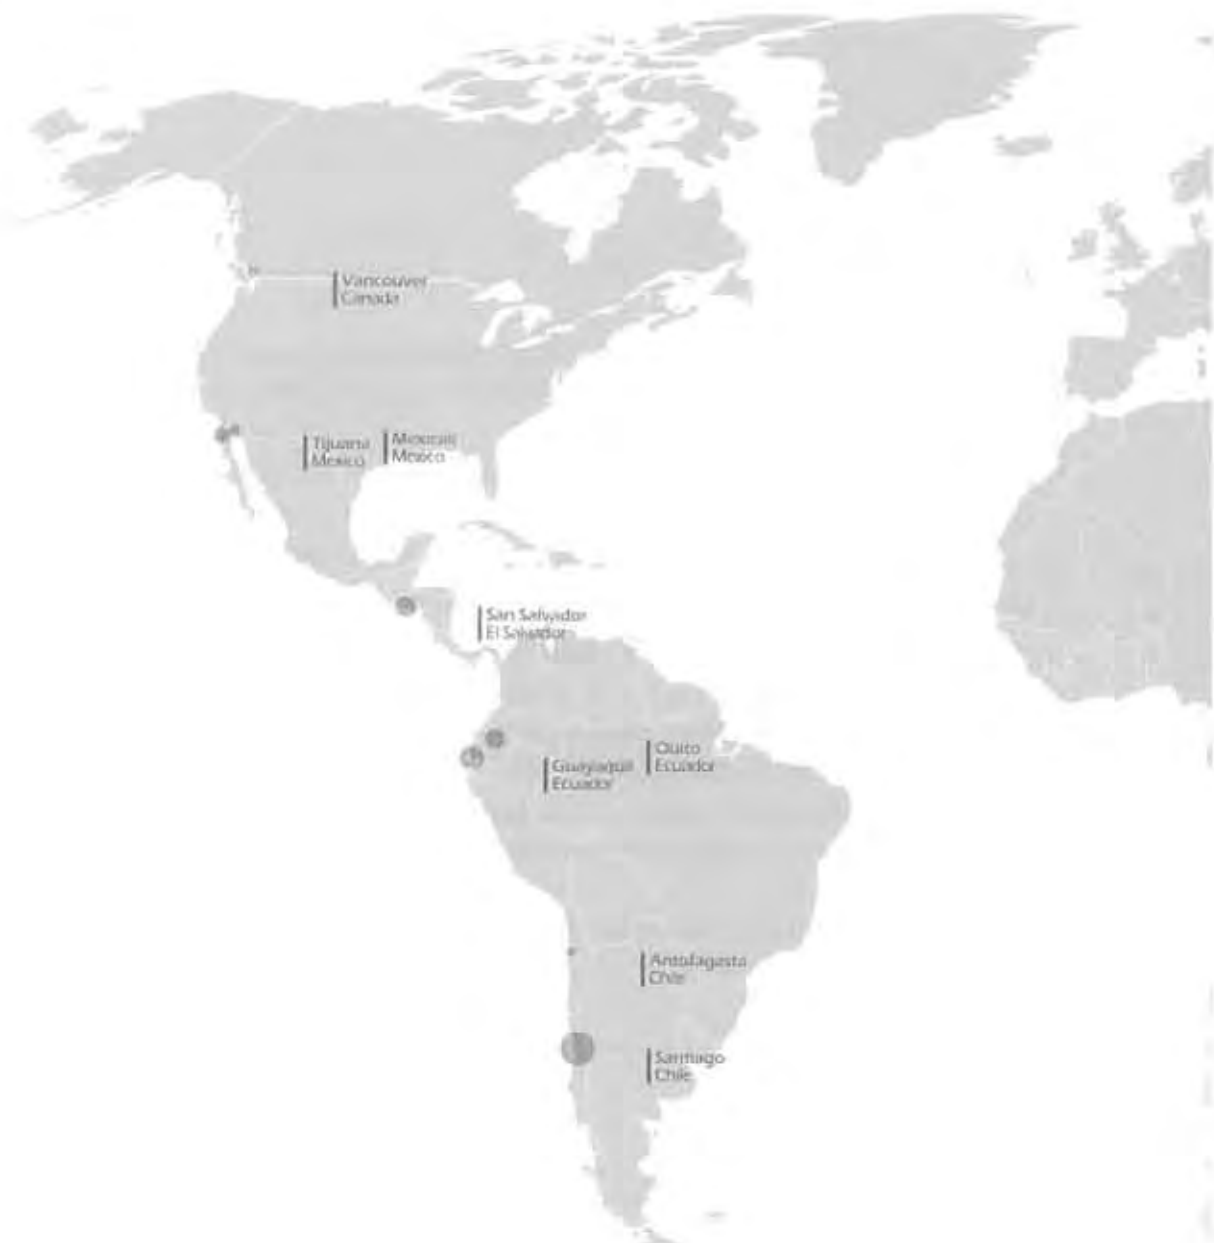 Vancouver
Canada
Tijuana
Mexico
Mexicali
Mexico
San Salvador
El Salvador
Quito
Ecuador
Guayaquil
Ecuador
Antofagasta
Chile
Santiago
Chile